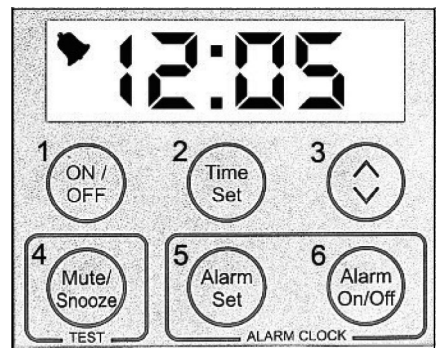 12:05
1
ON /
OFF
2
Time
Set
3
4
Mute/
Snooze
TEST
5
Alarm
Set
6
Alarm
On/Off
ALARM CLOCK